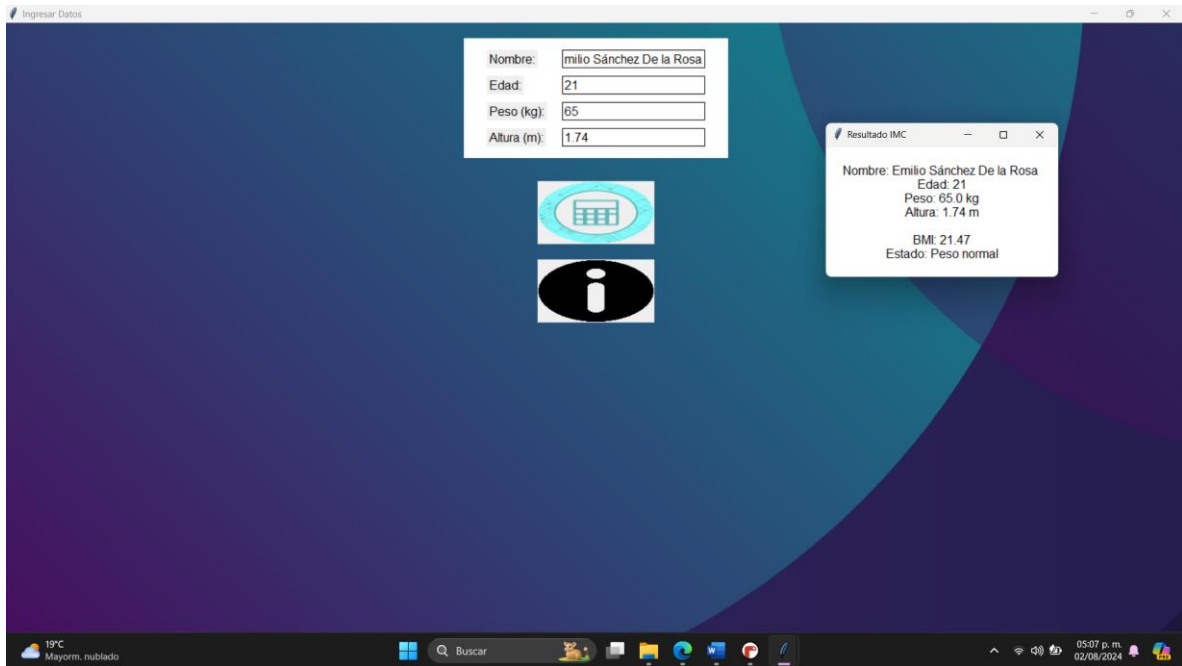 Ingresar Datos
Nombre: milio Sánchez De la Rosa
Edad: 21
Peso (kg): 65
Altura (m): 1.74
Resultado IMC
Nombre: Emilio Sánchez De la Rosa
Edad: 21
Peso: 65.0 kg
Altura: 1.74 m
BMI: 21.47
Estado: Peso normal
19°C
Mayorm. nublado
Buscar
05:07 p. m.
02/08/2024